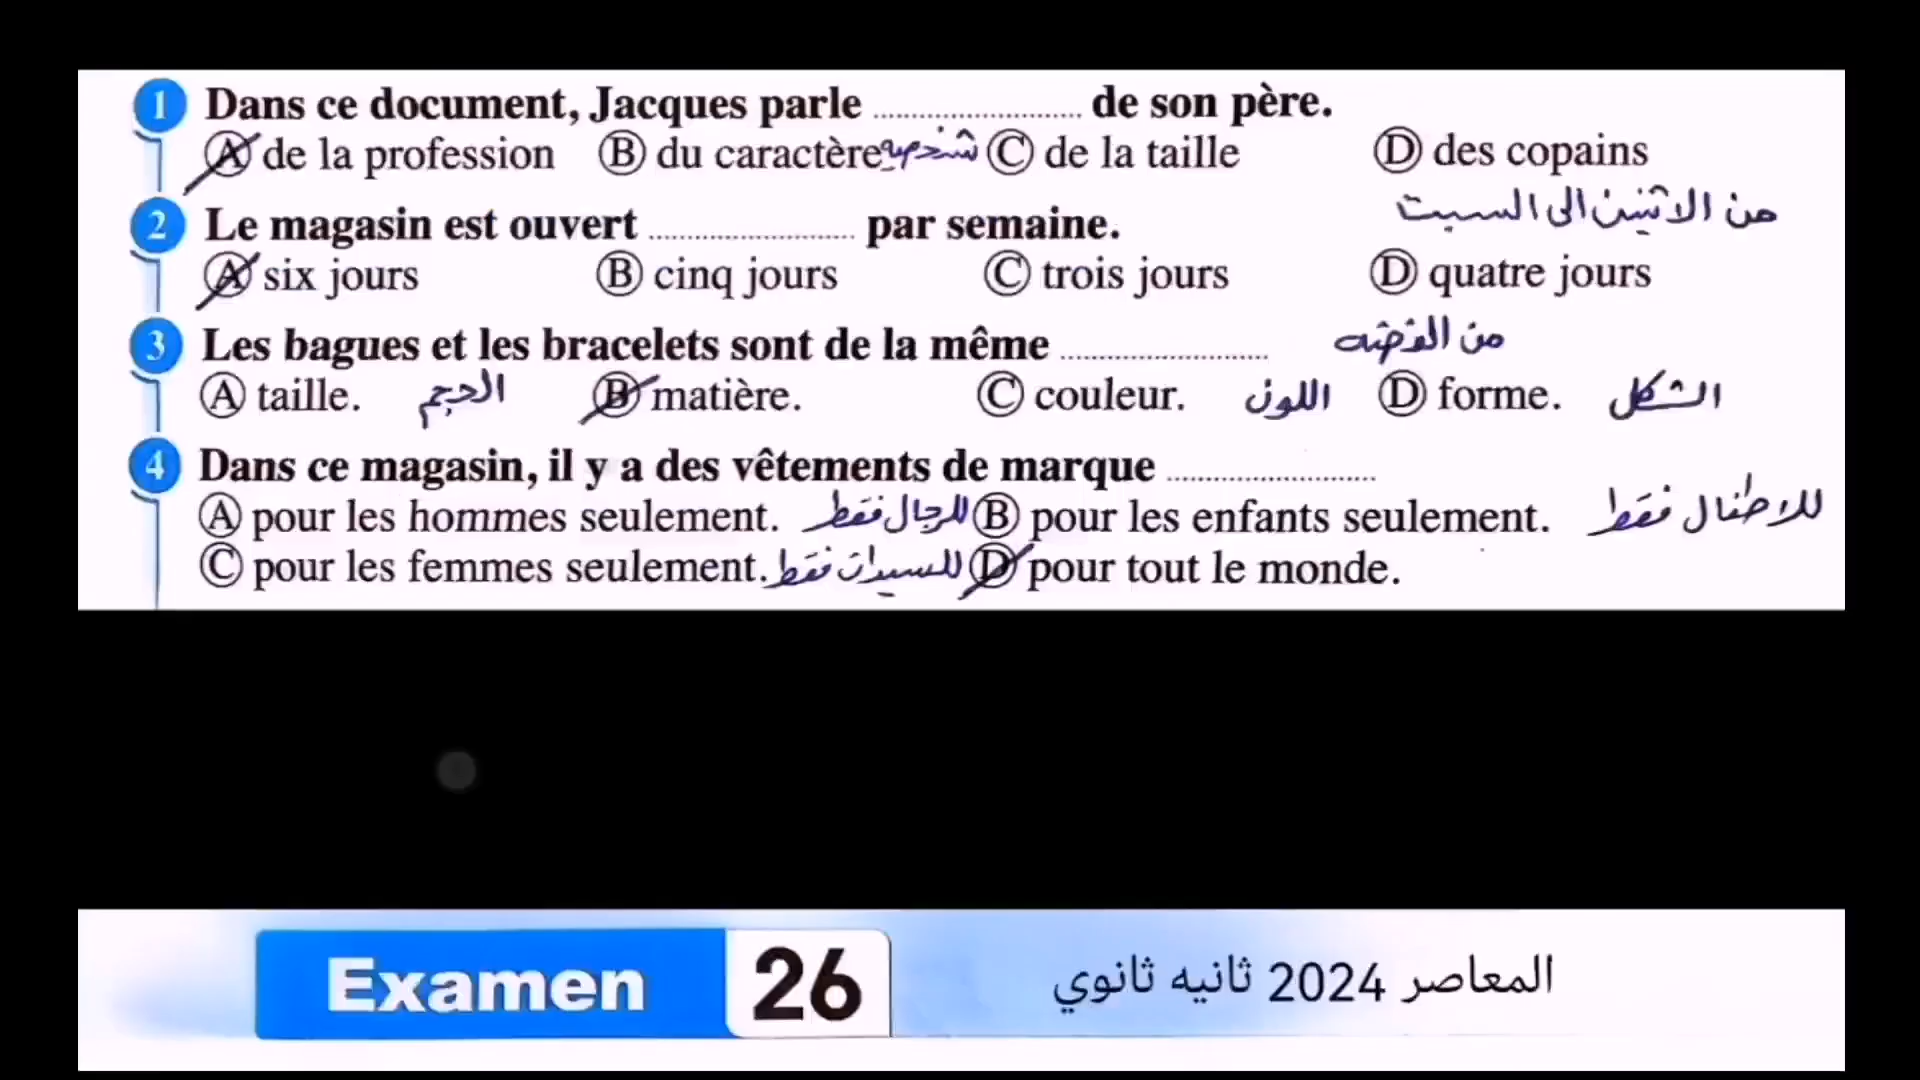 1 Dans ce document, Jacques parle ........................ de son père.
Ⓐ de la profession Ⓑ du caractère شخصيه Ⓒ de la taille Ⓓ des copains
من الاثنين الى السبت
2 Le magasin est ouvert ........................ par semaine.
Ⓐ six jours Ⓑ cinq jours Ⓒ trois jours Ⓓ quatre jours
3 Les bagues et les bracelets sont de la même ........................ من الفضه
Ⓐ taille. الحجم Ⓑ matière. Ⓒ couleur. اللون Ⓓ forme. الشكل
4 Dans ce magasin, il y a des vêtements de marque ........................
Ⓐ pour les hommes seulement. للرجال فقط Ⓑ pour les enfants seulement. للاطفال فقط
Ⓒ pour les femmes seulement. للسيدات فقط Ⓓ pour tout le monde.
Examen 26 المعاصر 2024 ثانيه ثانوي